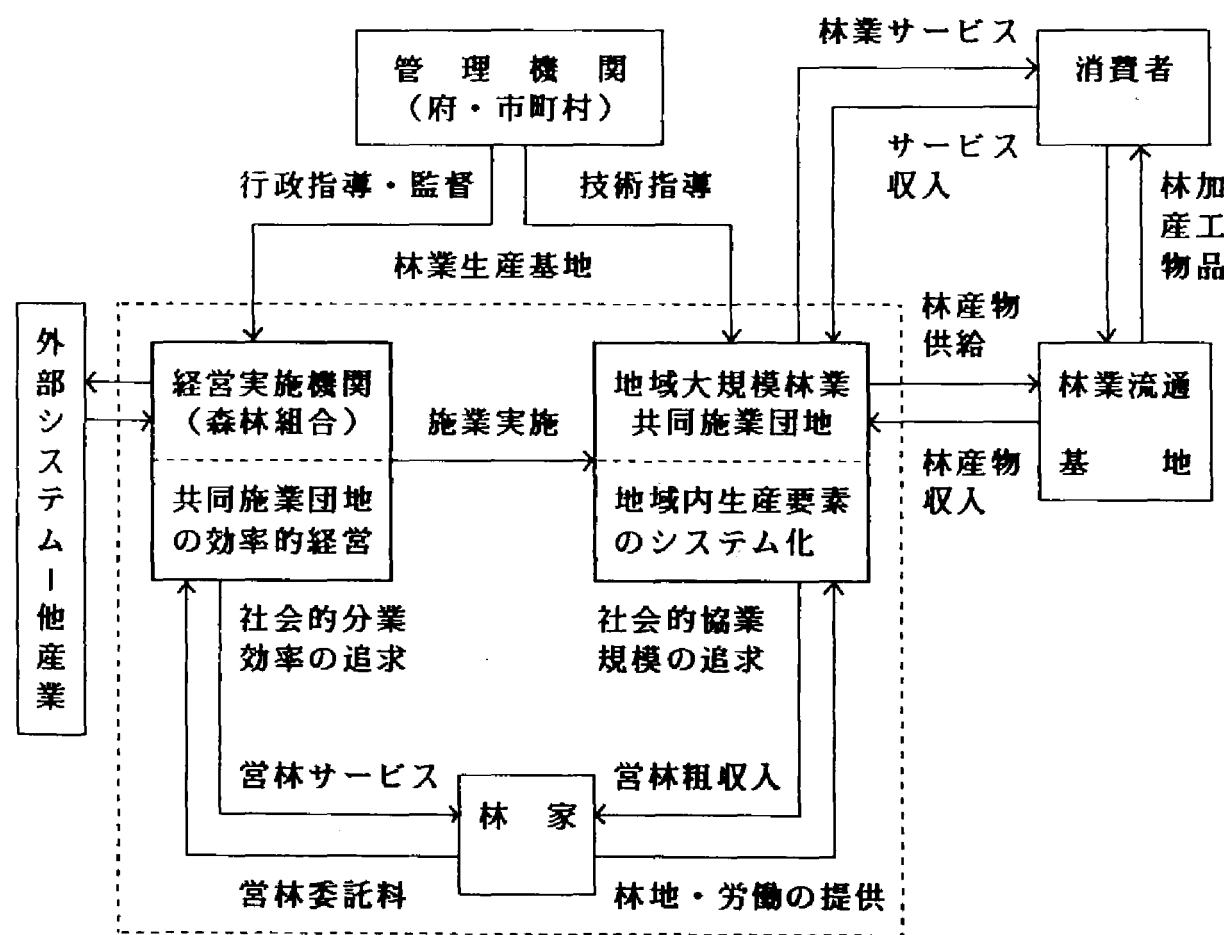 管理機関
（府・市町村）
林業サービス
消費者
サービス
収入
行政指導・監督
技術指導
林加
産工
物品
林業生産基地
外部システム－他産業
経営実施機関
（森林組合）
共同施業団地
の効率的経営
施業実施
地域大規模林業
共同施業団地
地域内生産要素
のシステム化
林産物
供給
林産物
収入
林業流通
基地
社会的分業
効率の追求
社会的協業
規模の追求
営林サービス
営林粗収入
林家
営林委託料
林地・労働の提供